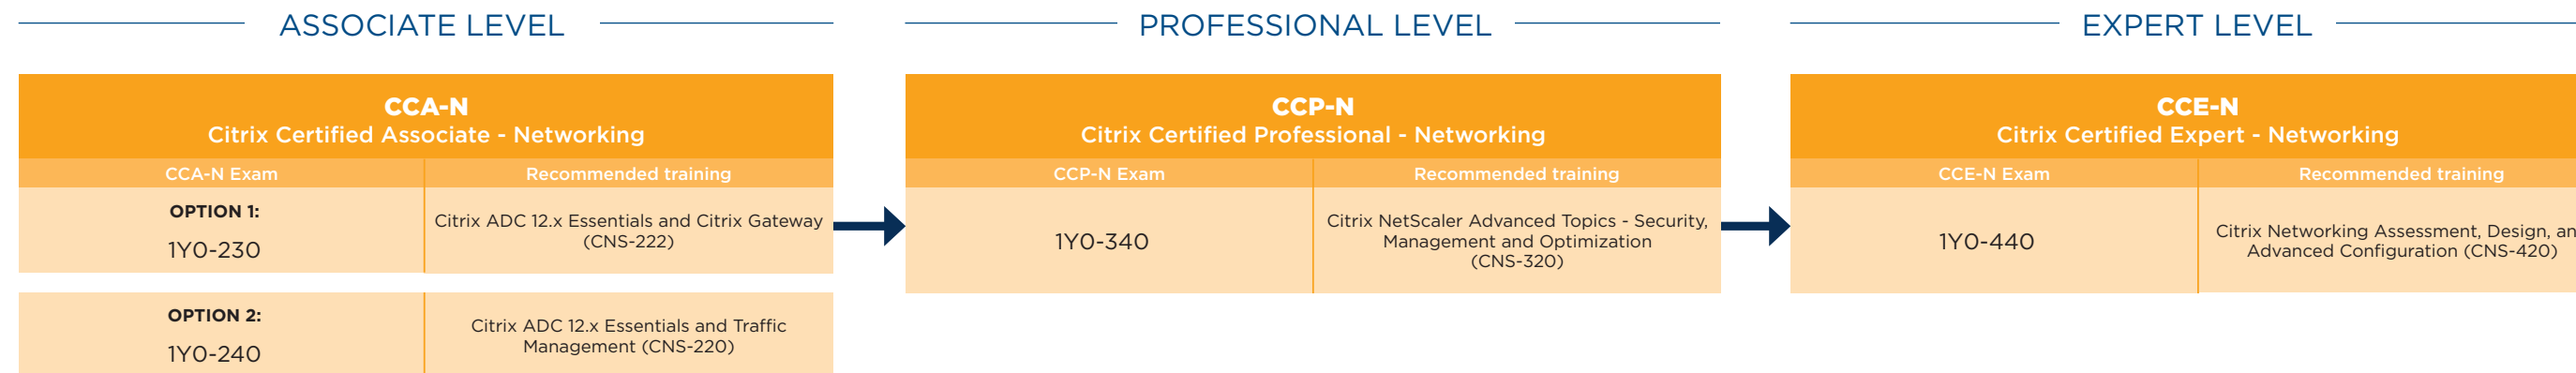 ASSOCIATE LEVEL
CCA-N
Citrix Certified Associate - Networking
CCA-N Exam
Recommended training
OPTION 1:
1Y0-230
Citrix ADC 12.x Essentials and Citrix Gateway
(CNS-222)
OPTION 2:
1Y0-240
Citrix ADC 12.x Essentials and Traffic
Management (CNS-220)
PROFESSIONAL LEVEL
CCP-N
Citrix Certified Professional - Networking
CCP-N Exam
Recommended training
1Y0-340
Citrix NetScaler Advanced Topics - Security,
Management and Optimization
(CNS-320)
EXPERT LEVEL
CCE-N
Citrix Certified Expert - Networking
CCE-N Exam
Recommended training
1Y0-440
Citrix Networking Assessment, Design,
Advanced Configuration (CNS-420)